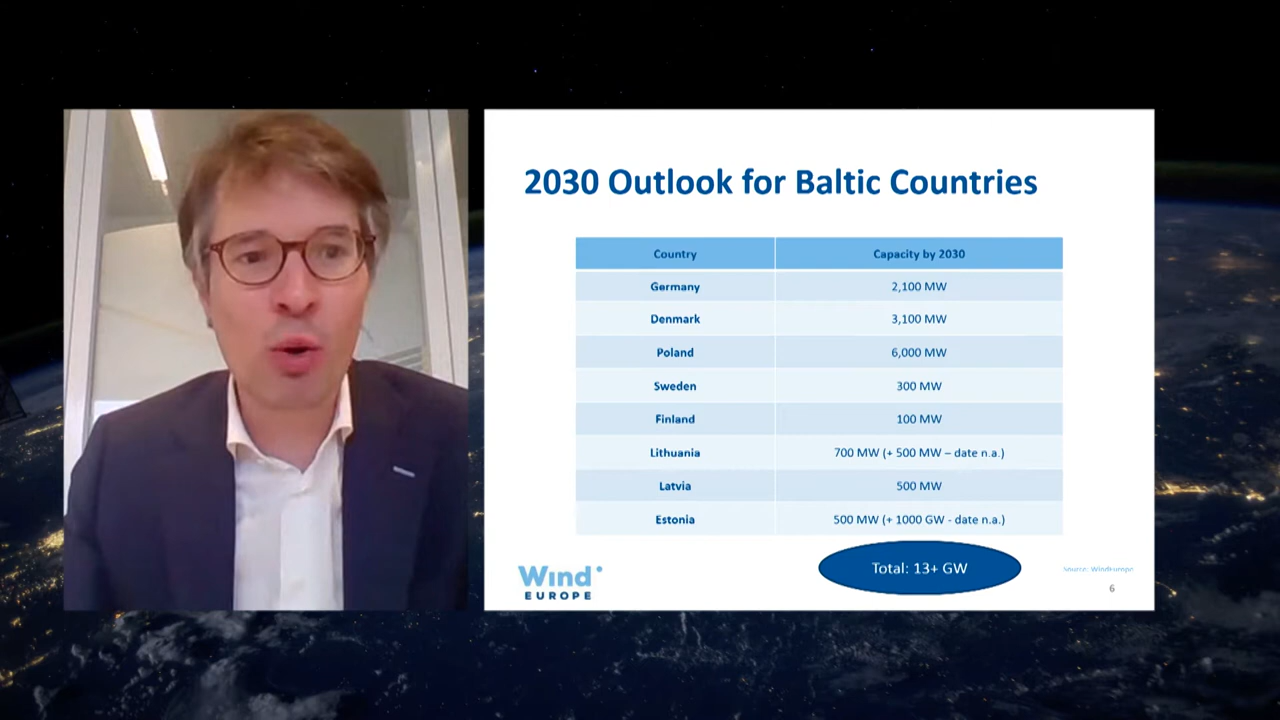 2030 Outlook for Baltic Countries
Country Capacity by 2030
Germany 2,100 MW
Denmark 3,100 MW
Poland 6,000 MW
Sweden 300 MW
Finland 100 MW
Lithuania 700 MW (+ 500 MW – date n.a.)
Latvia 500 MW
Estonia 500 MW (+ 1000 GW - date n.a.)
Total: 13+ GW
Source: WindEurope
Wind
EUROPE
6